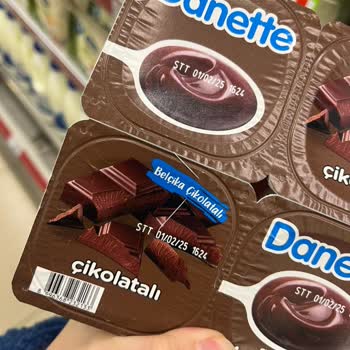 Danette
STT 01/02/25 1624
Belçika Çikolatalı
STT 01/02/25 1624
çikolatalı
çik
Dane
STT 01/02/25